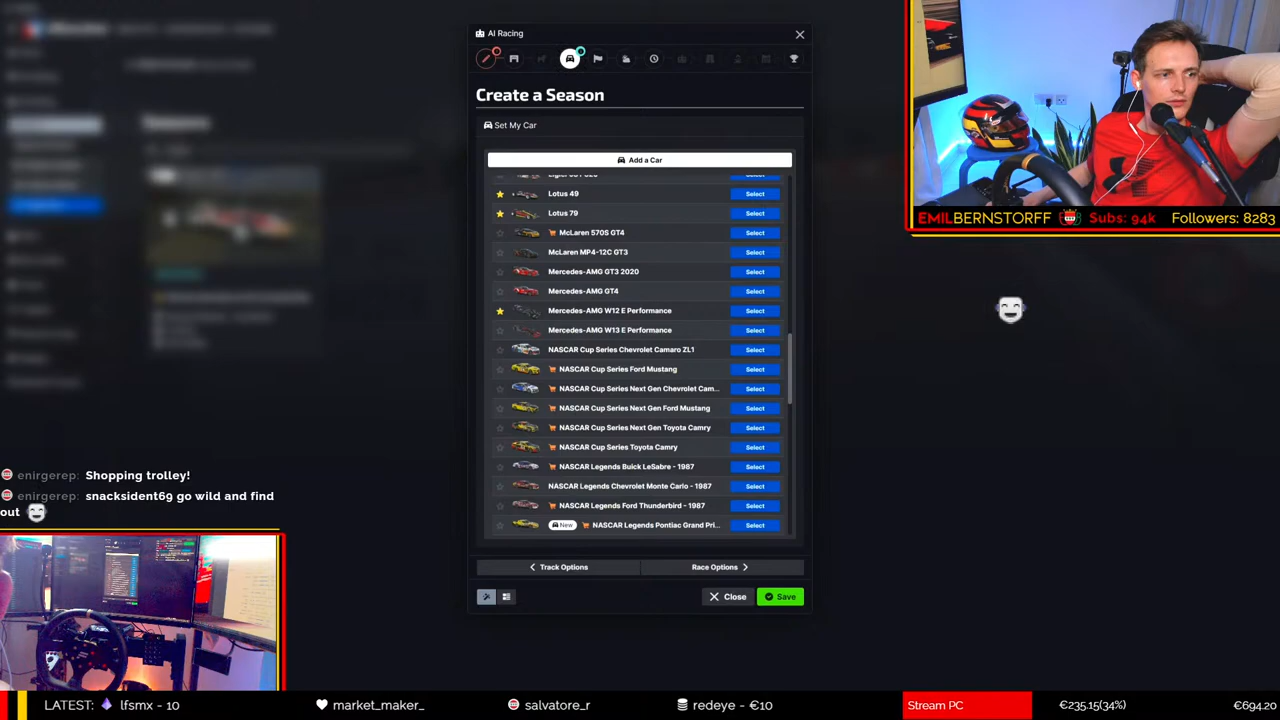 AI Racing
Create a Season
Set My Car
Add a Car
Select
Lotus 49 Select
Lotus 79 Select
McLaren 570S GT4 Select
McLaren MP4-12C GT3 Select
Mercedes-AMG GT3 2020 Select
Mercedes-AMG GT4 Select
Mercedes-AMG W12 E Performance Select
Mercedes-AMG W13 E Performance Select
NASCAR Cup Series Chevrolet Camaro ZL1 Select
NASCAR Cup Series Ford Mustang Select
NASCAR Cup Series Next Gen Chevrolet Cam... Select
NASCAR Cup Series Next Gen Ford Mustang Select
NASCAR Cup Series Next Gen Toyota Camry Select
NASCAR Cup Series Toyota Camry Select
NASCAR Legends Buick LeSabre - 1987 Select
NASCAR Legends Chevrolet Monte Carlo - 1987 Select
NASCAR Legends Ford Thunderbird - 1987 Select
New NASCAR Legends Pontiac Grand Pri... Select
Track Options Race Options
Close Save
EMILBERNSTORFF Subs: 94k Followers: 8283
enirgerep: Shopping trolley!
enirgerep: snacksident69 go wild and find
out
LATEST: lfsmx - 10 market_maker_ salvatore_r redeye - €10 Stream PC €235.15(34%) €694.20